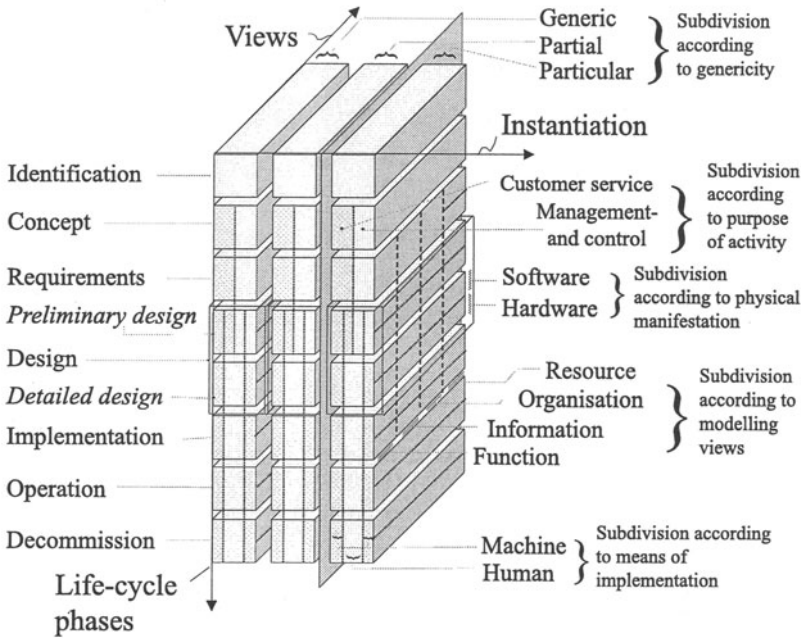 Views
Generic
Partial
Particular
Subdivision
according
to genericity
Instantiation
Identification
Concept
Requirements
Preliminary design
Design
Detailed design
Implementation
Operation
Decommission
Life-cycle
phases
Customer service
Management-
and control
Subdivision
according
to purpose
of activity
Software
Hardware
Subdivision
according to physical
manifestation
Resource
Organisation
Information
Function
Subdivision
according to
modelling
views
Machine
Human
Subdivision according
to means of
implementation